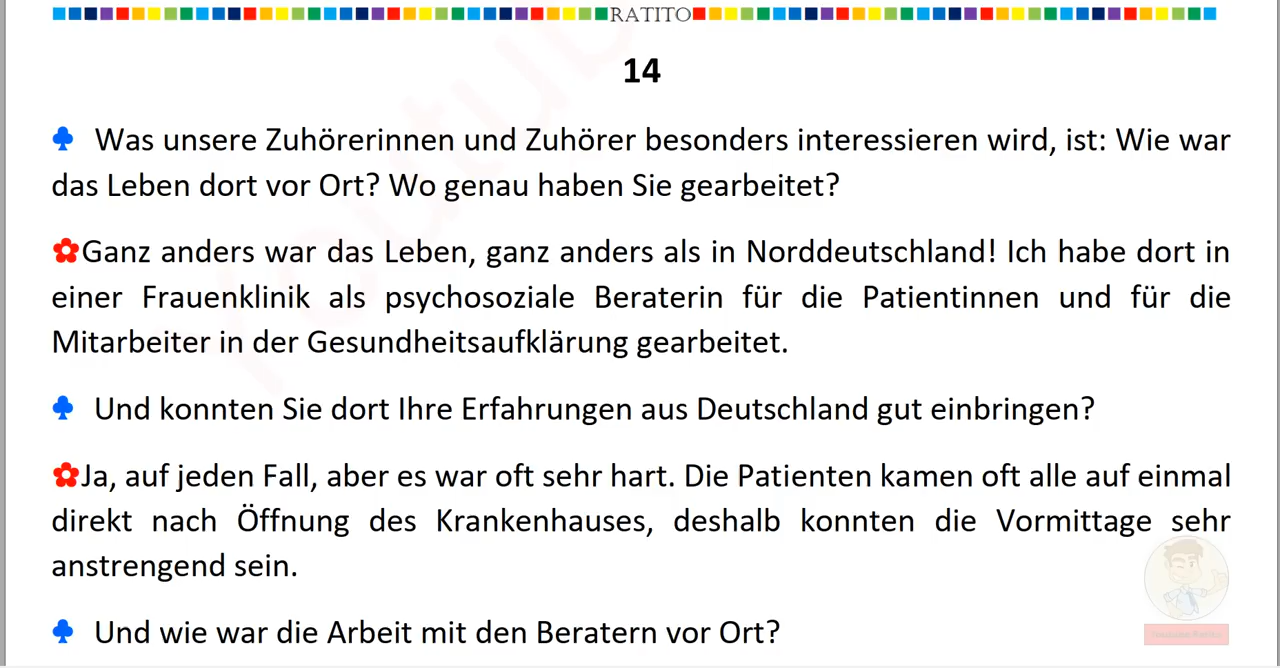 RATITO
14
♣ Was unsere Zuhörerinnen und Zuhörer besonders interessieren wird, ist: Wie war
das Leben dort vor Ort? Wo genau haben Sie gearbeitet?
✿Ganz anders war das Leben, ganz anders als in Norddeutschland! Ich habe dort in
einer Frauenklinik als psychosoziale Beraterin für die Patientinnen und für die
Mitarbeiter in der Gesundheitsaufklärung gearbeitet.
♣ Und konnten Sie dort Ihre Erfahrungen aus Deutschland gut einbringen?
✿Ja, auf jeden Fall, aber es war oft sehr hart. Die Patienten kamen oft alle auf einmal
direkt nach Öffnung des Krankenhauses, deshalb konnten die Vormittage sehr
anstrengend sein.
♣ Und wie war die Arbeit mit den Beratern vor Ort?